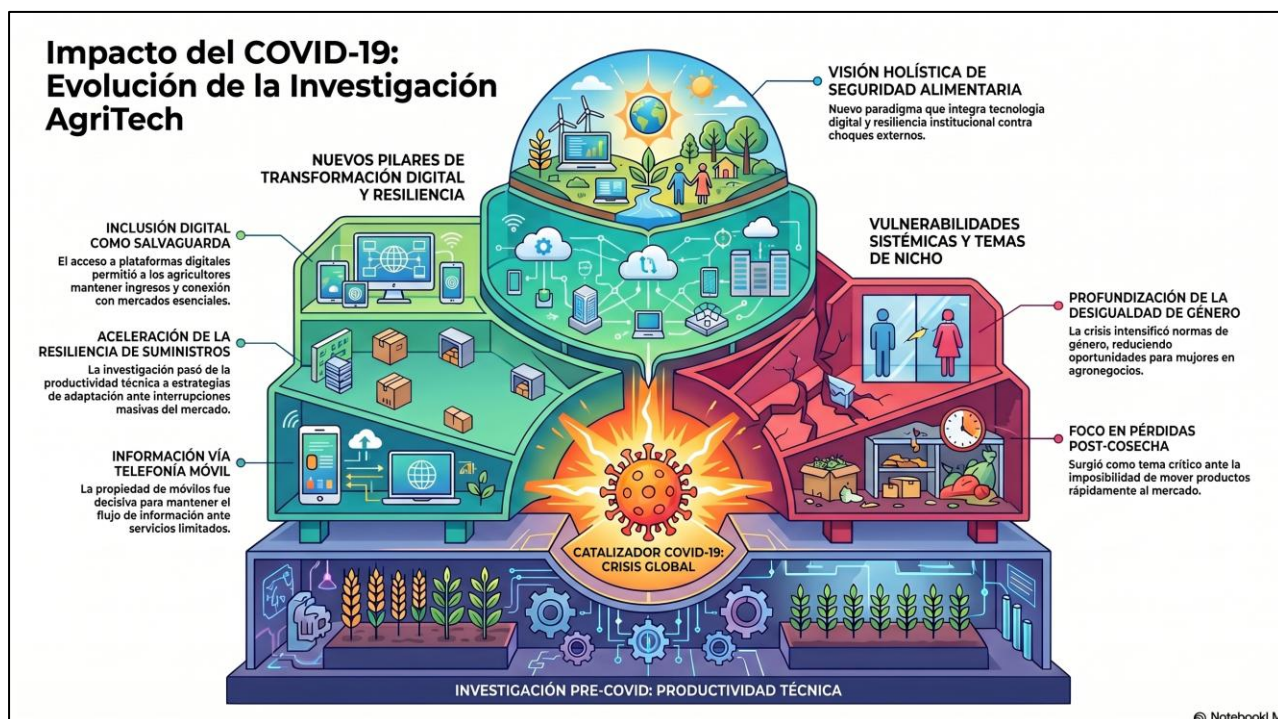 Impacto del COVID-19:
Evolución de la Investigación
AgriTech
NUEVOS PILARES DE
TRANSFORMACIÓN DIGITAL
Y RESILIENCIA
INCLUSIÓN DIGITAL
COMO SALVAGUARDA
El acceso a plataformas digitales
permitió a los agricultores
mantener ingresos y conexión
con mercados esenciales.
ACELERACIÓN DE LA
RESILIENCIA DE SUMINISTROS
La investigación pasó de la
productividad técnica a estrategias
de adaptación ante interrupciones
masivas del mercado.
INFORMACIÓN VÍA
TELEFONÍA MÓVIL
La propiedad de móvilos fue
decisiva para mantener el
flujo de información ante
servicios limitados.
VISIÓN HOLÍSTICA DE
SEGURIDAD ALIMENTARIA
Nuevo paradigma que integra tecnología
digital y resiliencia institucional contra
choques externos.
VULNERABILIDADES
SISTÉMICAS Y TEMAS
DE NICHO
PROFUNDIZACIÓN DE LA
DESIGUALDAD DE GÉNERO
La crisis intensificó normas de
género, reduciendo
oportunidades para mujeres en
agronegocios.
FOCO EN PÉRDIDAS
POST-COSECHA
Surgió como tema crítico ante la
imposibilidad de mover productos
rápidamente al mercado.
CATALIZADOR COVID-19:
CRISIS GLOBAL
INVESTIGACIÓN PRE-COVID: PRODUCTIVIDAD TÉCNICA
NotebookLM